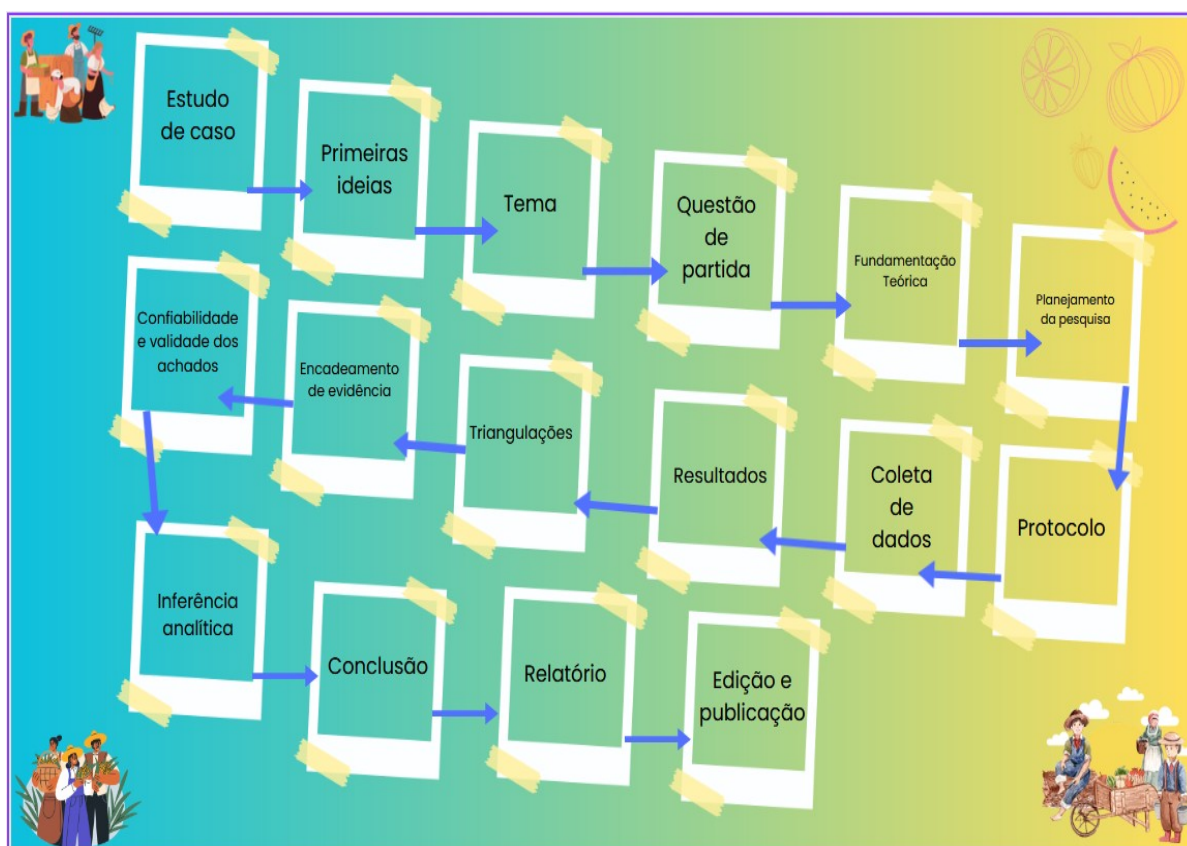 Estudo
de caso
Primeiras
ideias
Tema
Questão
de
partida
Fundamentação
Teórica
Planejamento
da pesquisa
Protocolo
Coleta
de
dados
Resultados
Triangulações
Encadeamento
de evidência
Confiabilidade
e validade dos
achados
Inferência
analítica
Conclusão
Relatório
Edição e
publicação